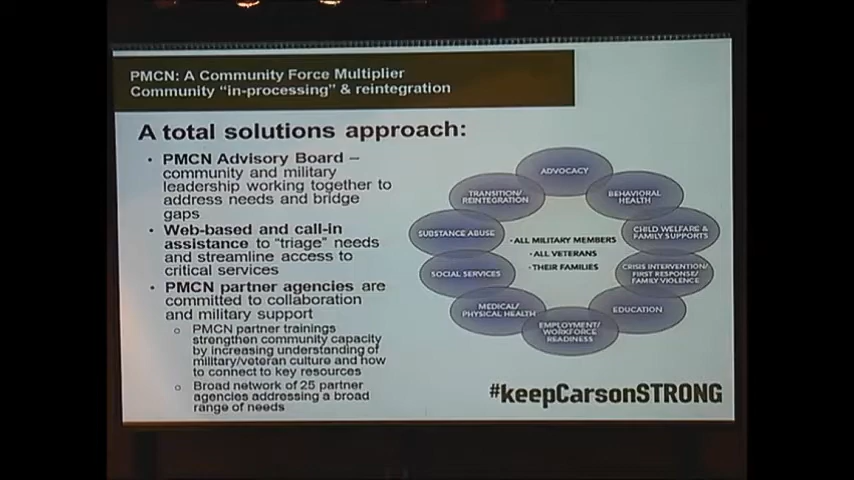 PMCN: A Community Force Multiplier
Community "in-processing" & reintegration
A total solutions approach:
• PMCN Advisory Board –
community and military
leadership working together to
address needs and bridge
gaps
• Web-based and call-in
assistance to "triage" needs
and streamline access to
critical services
• PMCN partner agencies are
committed to collaboration
and military support
o PMCN partner trainings
strengthen community capacity
by increasing understanding of
military/veteran culture and how
to connect to key resources
o Broad network of 25 partner
agencies addressing a broad
range of needs
ADVOCACY
BEHAVIORAL
HEALTH
CHILD WELFARE &
FAMILY SUPPORTS
CRISIS INTERVENTION/
FIRST RESPONSE/
FAMILY VIOLENCE
EDUCATION
EMPLOYMENT/
WORKFORCE
READINESS
MEDICAL/
PHYSICAL HEALTH
SOCIAL SERVICES
SUBSTANCE ABUSE
TRANSITION/
REINTEGRATION
• ALL MILITARY MEMBERS
• ALL VETERANS
• THEIR FAMILIES
#keepCarsonSTRONG